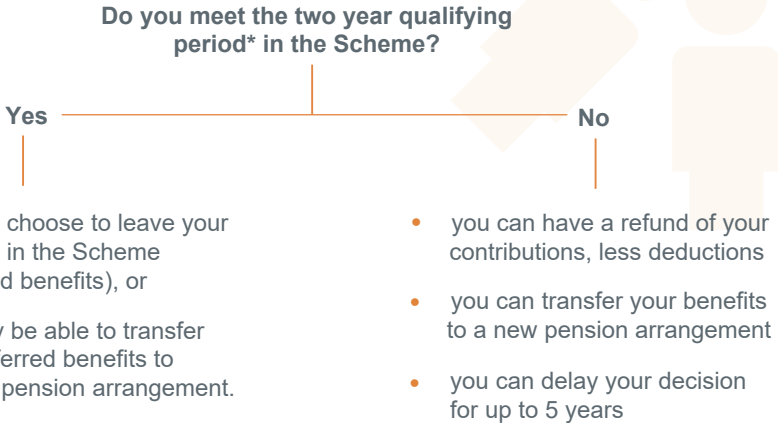 Do you meet the two year qualifying
period* in the Scheme?
Yes
No
choose to leave your
in the Scheme
d benefits), or
be able to transfer
erred benefits to
pension arrangement.
• you can have a refund of your
contributions, less deductions
• you can transfer your benefits
to a new pension arrangement
• you can delay your decision
for up to 5 years